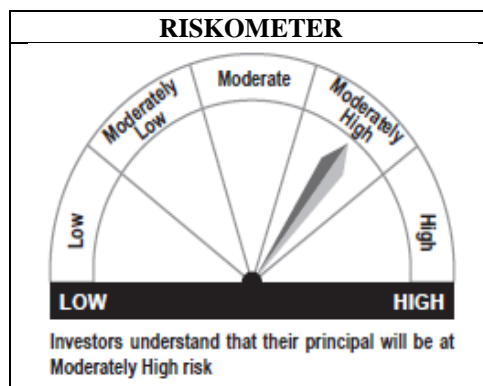 RISKOMETER
Moderate
Moderately
Low
Moderately
High
Low
High
LOW HIGH
Investors understand that their principal will be at
Moderately High risk